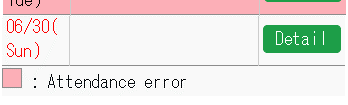 Tue)
06/30(
Sun)
Detail
: Attendance error